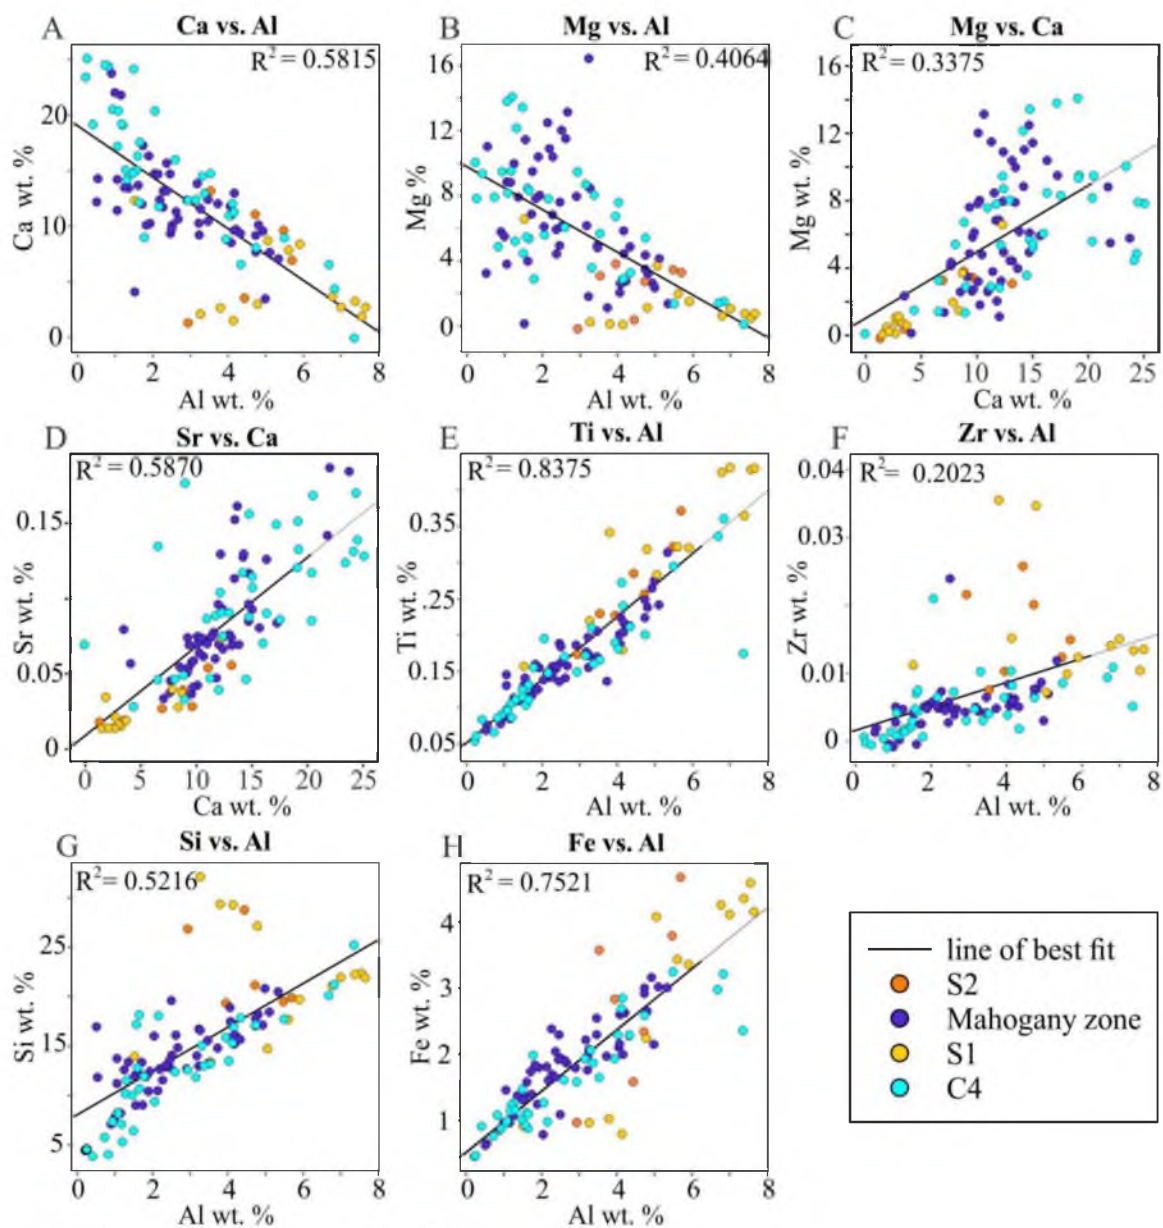 A Ca vs. Al
R² = 0.5815
Ca wt. %
20
10
0
0 2 4 6 8
Al wt. %
B Mg vs. Al
R² = 0.4064
Mg %
16
12
8
4
0
0 2 4 6 8
Al wt. %
C Mg vs. Ca
R² = 0.3375
Mg wt. %
16
12
8
4
0
0 5 10 15 20 25
Ca wt. %
D Sr vs. Ca
R² = 0.5870
Sr wt. %
0.15
0.05
0
0 5 10 15 20 25
Ca wt. %
E Ti vs. Al
R² = 0.8375
Ti wt. %
0.35
0.25
0.15
0.05
0 2 4 6 8
Al wt. %
F Zr vs. Al
R² = 0.2023
Zr wt. %
0.04
0.03
0.01
0
0 2 4 6 8
Al wt. %
G Si vs. Al
R² = 0.5216
Si wt. %
25
15
5
0 2 4 6 8
Al wt. %
H Fe vs. Al
R² = 0.7521
Fe wt. %
4
3
2
1
0 2 4 6 8
Al wt. %
line of best fit
S2
Mahogany zone
S1
C4